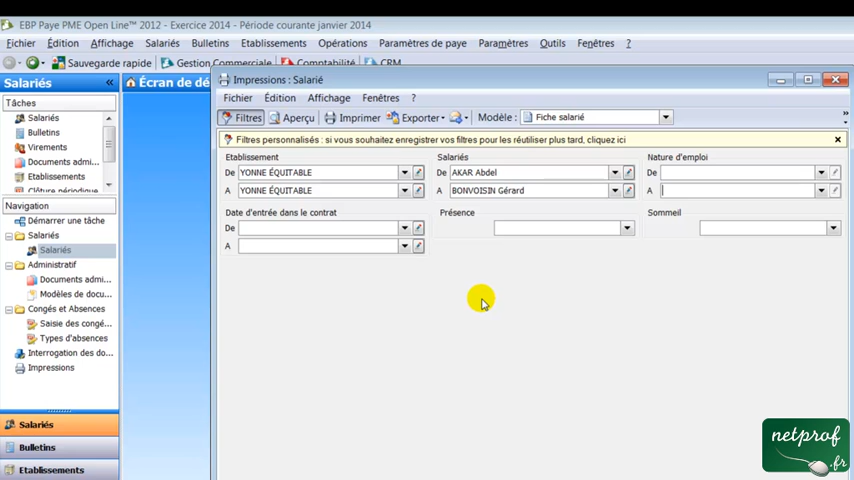 EBP Paye PME Open Line™ 2012 - Exercice 2014 - Période courante janvier 2014
Fichier Édition Affichage Salariés Bulletins Etablissements Opérations Paramètres de paye Paramètres Outils Fenêtres ?
Sauvegarde rapide Gestion Commerciale Comptabilité CRM
Salariés «
Écran de dé
Tâches
Salariés
Bulletins
Virements
Documents admi...
Clôture périodique
Navigation
Démarrer une tâche
Salariés
Salariés
Administratif
Documents admi...
Modèles de docu...
Congés et Absences
Saisie des congé...
Types d'absences
Interrogation des do...
Impressions
Salariés
Bulletins
Etablissements
Impressions : Salarié
Fichier Édition Affichage Fenêtres ?
Filtres Aperçu Imprimer Exporter Modèle : Fiche salarié
Filtres personnalisés : si vous souhaitez enregistrer vos filtres pour les réutiliser plus tard, cliquez ici
Etablissement Salariés Nature d'emploi
De YONNE ÉQUITABLE De AKAR Abdel De
A YONNE ÉQUITABLE A BONVOISIN Gérard A
Date d'entrée dans le contrat Présence Sommeil
De
A
netprof
.fr